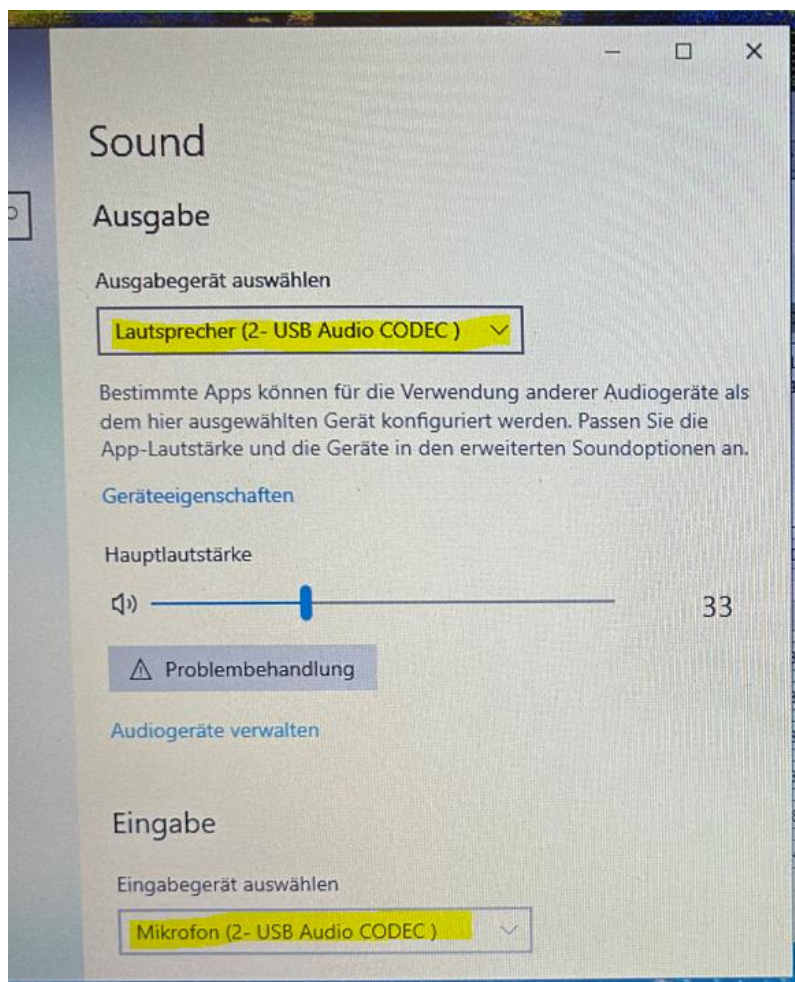 Sound
Ausgabe
Ausgabegerät auswählen
Lautsprecher (2- USB Audio CODEC )
Bestimmte Apps können für die Verwendung anderer Audiogeräte als
dem hier ausgewählten Gerät konfiguriert werden. Passen Sie die
App-Lautstärke und die Geräte in den erweiterten Soundoptionen an.
Geräteeigenschaften
Hauptlautstärke
33
Problembehandlung
Audiogeräte verwalten
Eingabe
Eingabegerät auswählen
Mikrofon (2- USB Audio CODEC )